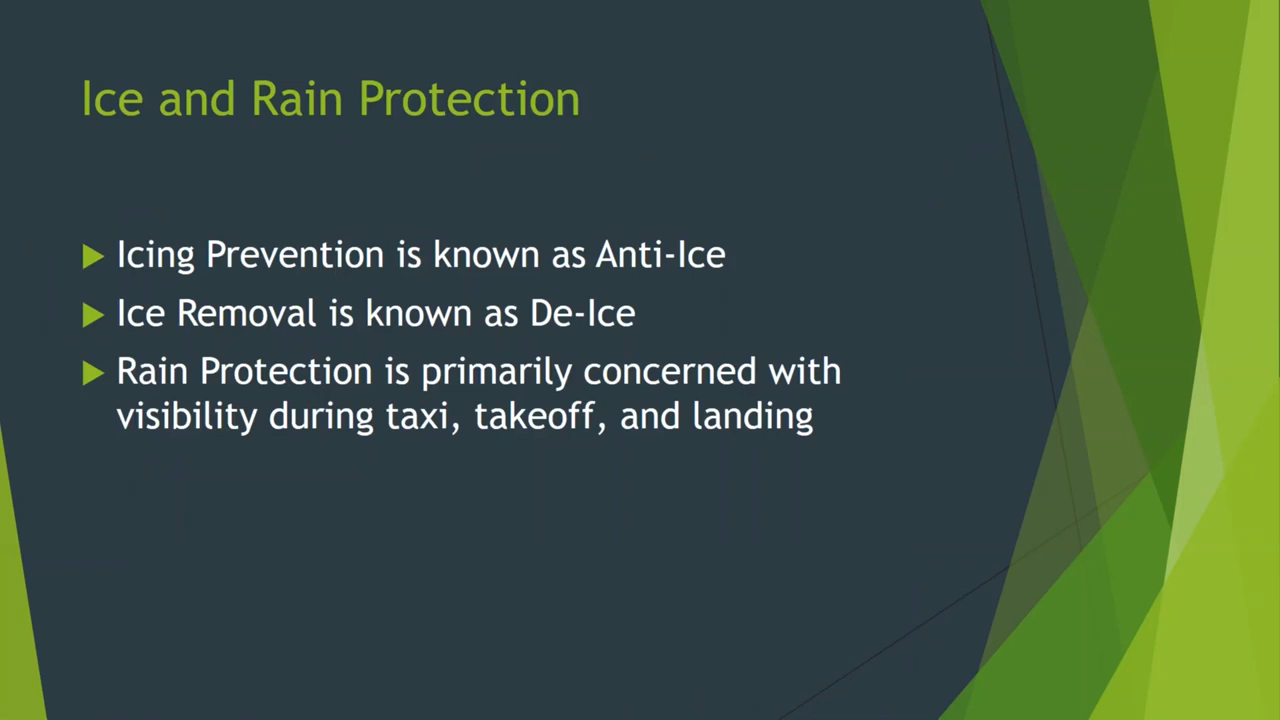 Ice and Rain Protection
Icing Prevention is known as Anti-Ice
Ice Removal is known as De-Ice
Rain Protection is primarily concerned with
visibility during taxi, takeoff, and landing